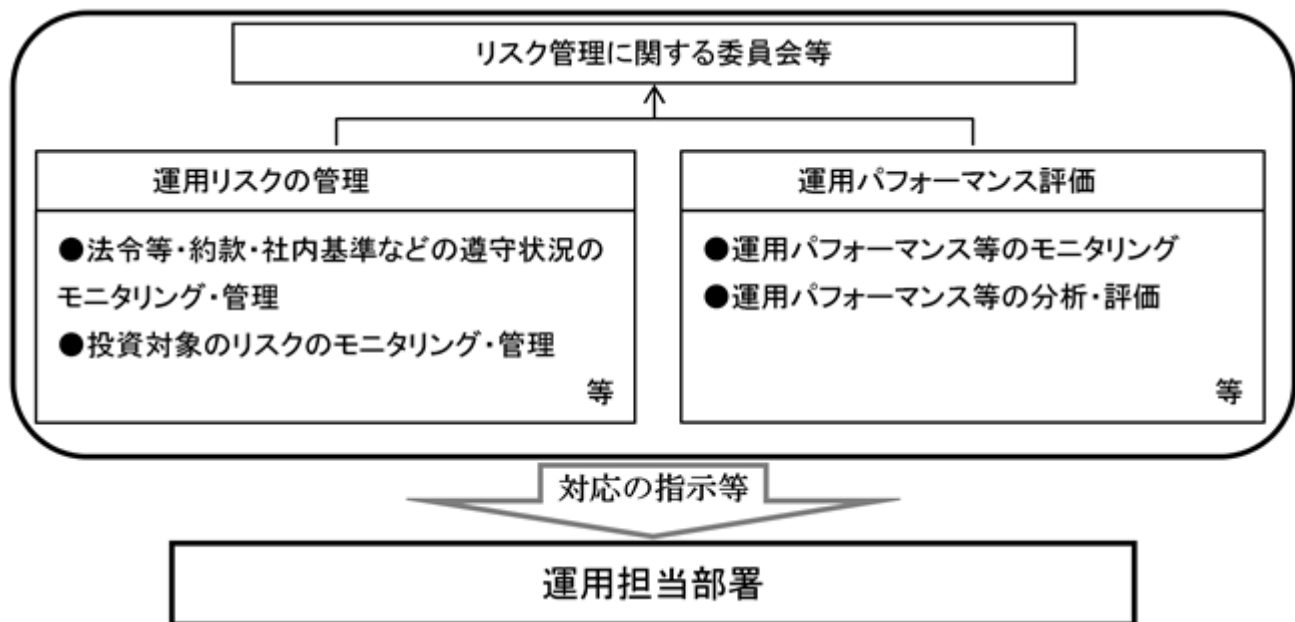 リスク管理に関する委員会等
運用リスクの管理
●法令等・約款・社内基準などの遵守状況の
モニタリング・管理
●投資対象のリスクのモニタリング・管理
等
運用パフォーマンス評価
●運用パフォーマンス等のモニタリング
●運用パフォーマンス等の分析・評価
等
対応の指示等
運用担当部署